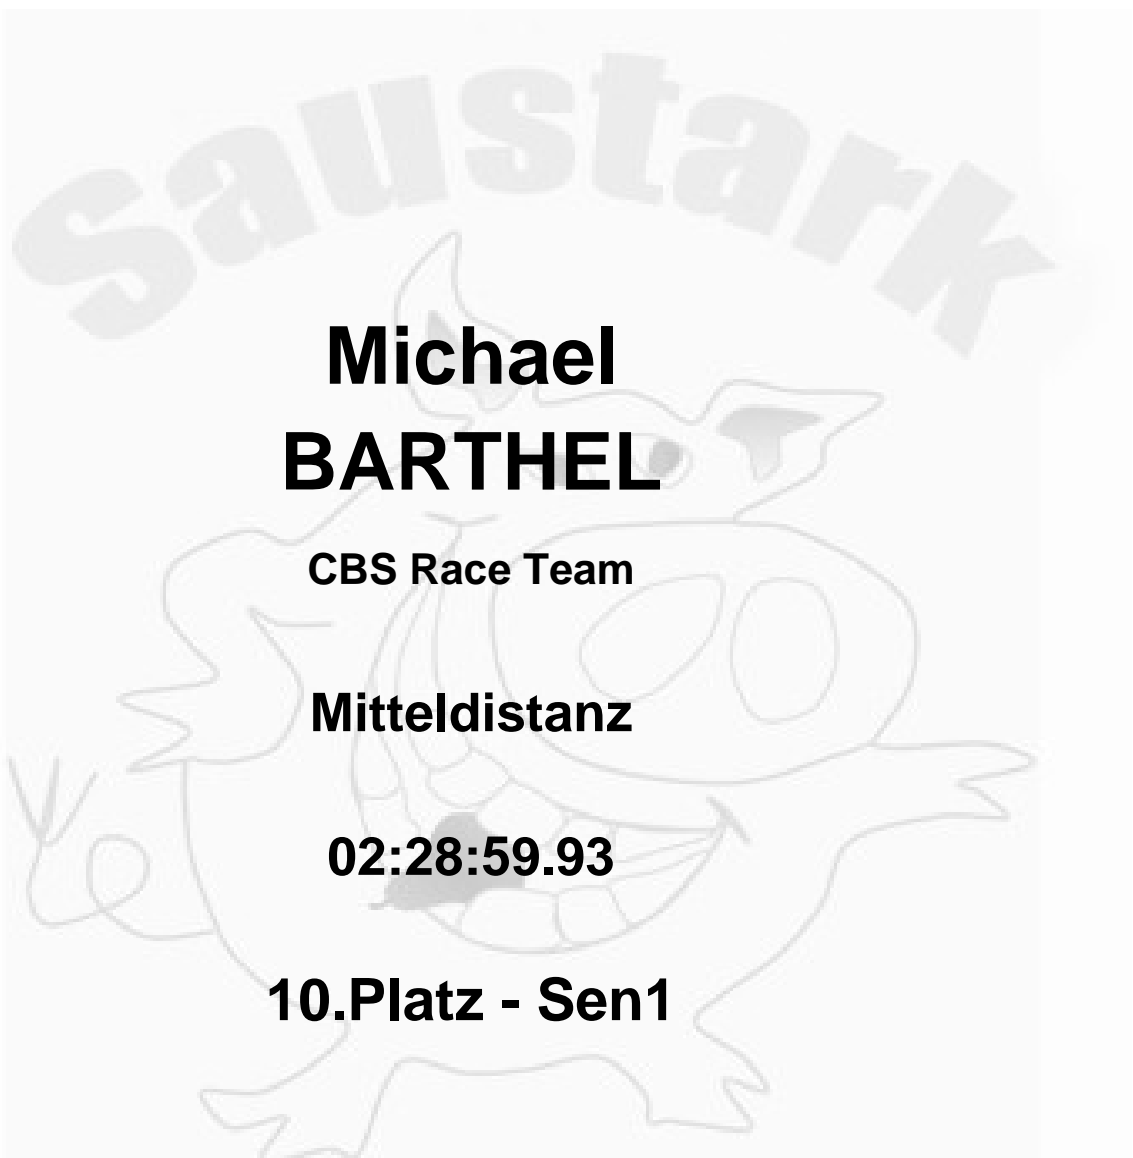 Saustark
Michael
BARTHEL
CBS Race Team
Mitteldistanz
02:28:59.93
10.Platz - Sen1